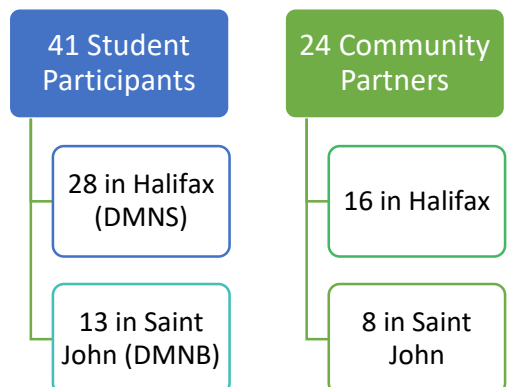 41 Student
Participants
28 in Halifax
(DMNS)
13 in Saint
John (DMNB)
24 Community
Partners
16 in Halifax
8 in Saint
John